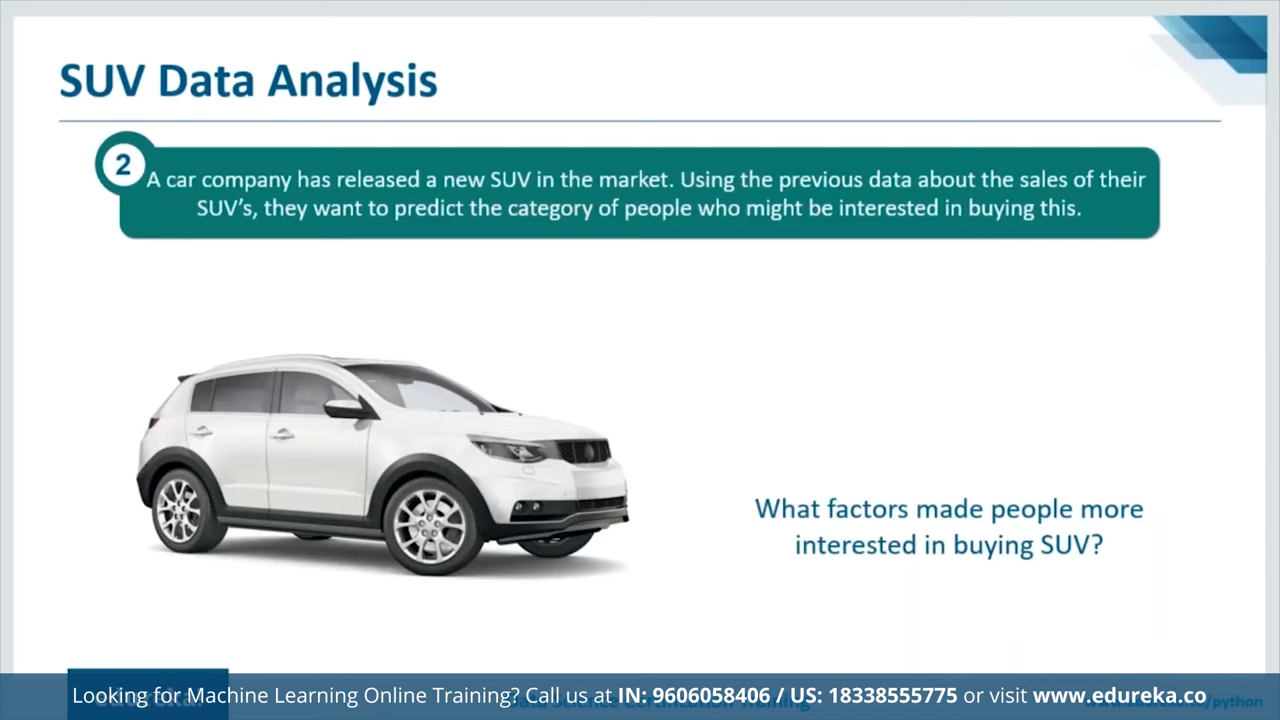 SUV Data Analysis
2
A car company has released a new SUV in the market. Using the previous data about the sales of their
SUV's, they want to predict the category of people who might be interested in buying this.
What factors made people more
interested in buying SUV?
Looking for Machine Learning Online Training? Call us at IN: 9606058406 / US: 18338555775 or visit www.edureka.co